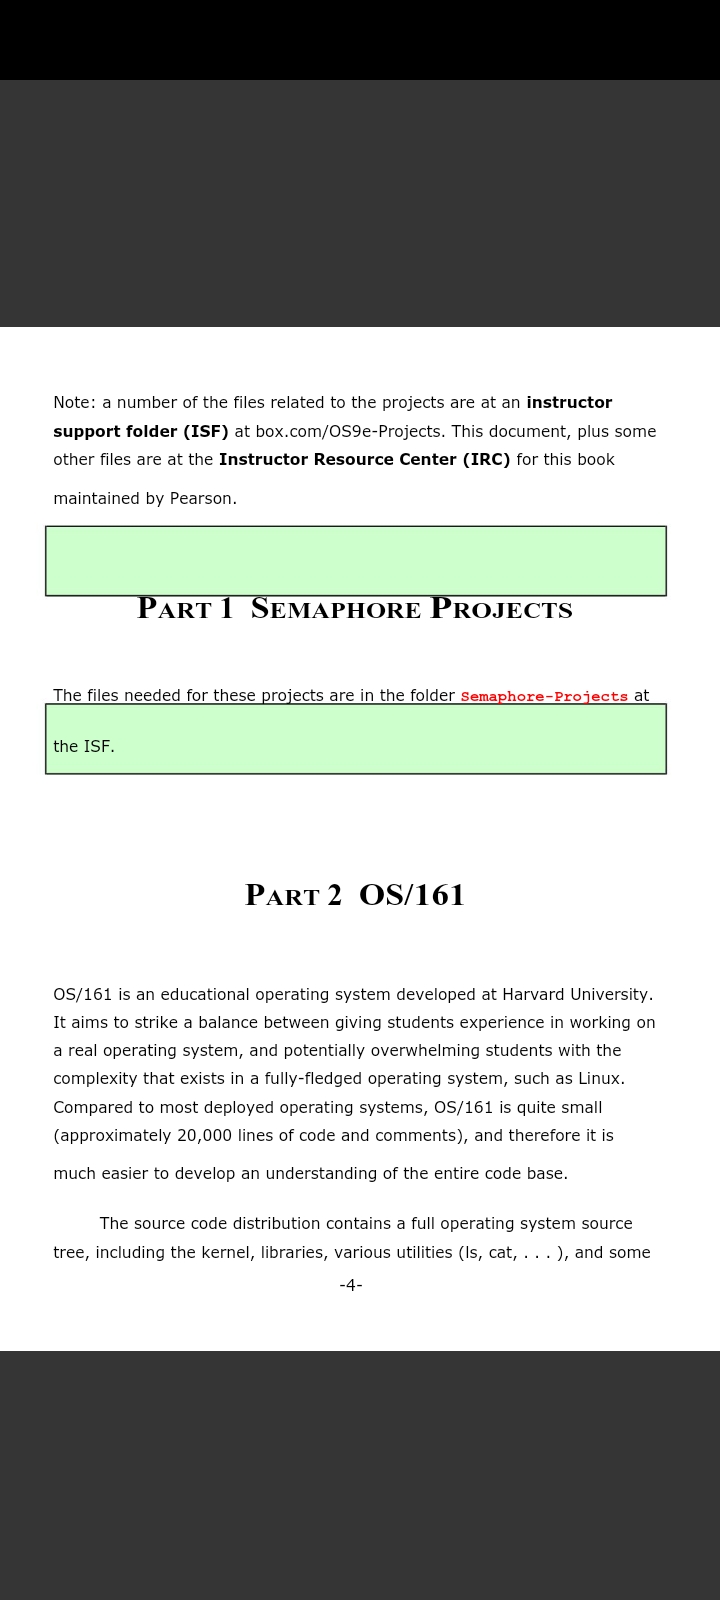 Note: a number of the files related to the projects are at an instructor
support folder (ISF) at box.com/OS9e-Projects. This document, plus some
other files are at the Instructor Resource Center (IRC) for this book
maintained by Pearson.
PART 1 SEMAPHORE PROJECTS
The files needed for these projects are in the folder Semaphore-Projects at
the ISF.
PART 2 OS/161
OS/161 is an educational operating system developed at Harvard University.
It aims to strike a balance between giving students experience in working on
a real operating system, and potentially overwhelming students with the
complexity that exists in a fully-fledged operating system, such as Linux.
Compared to most deployed operating systems, OS/161 is quite small
(approximately 20,000 lines of code and comments), and therefore it is
much easier to develop an understanding of the entire code base.
The source code distribution contains a full operating system source
tree, including the kernel, libraries, various utilities (ls, cat, . . . ), and some
-4-